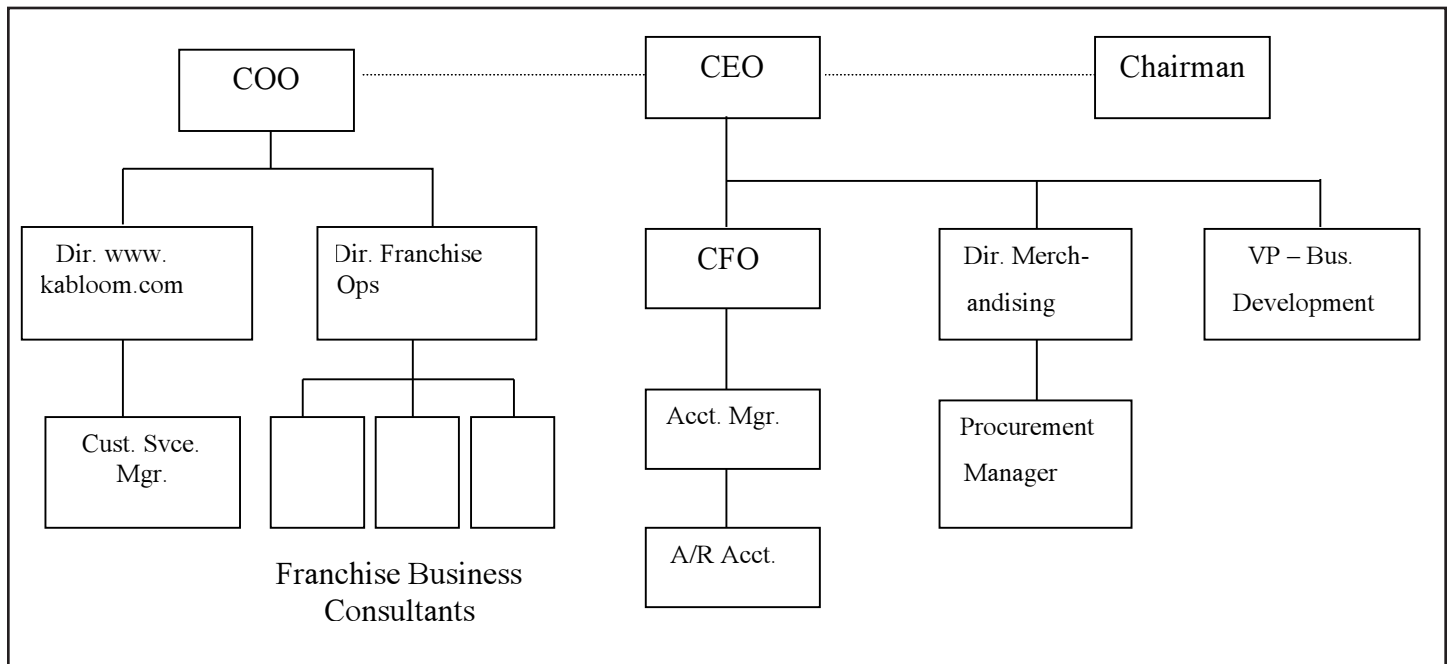 COO
CEO
Chairman
Dir. www.
kabloom.com
Dir. Franchise
Ops
CFO
Dir. Merch-
andising
VP – Bus.
Development
Cust. Svce.
Mgr.
Acct. Mgr.
Procurement
Manager
A/R Acct.
Franchise Business
Consultants